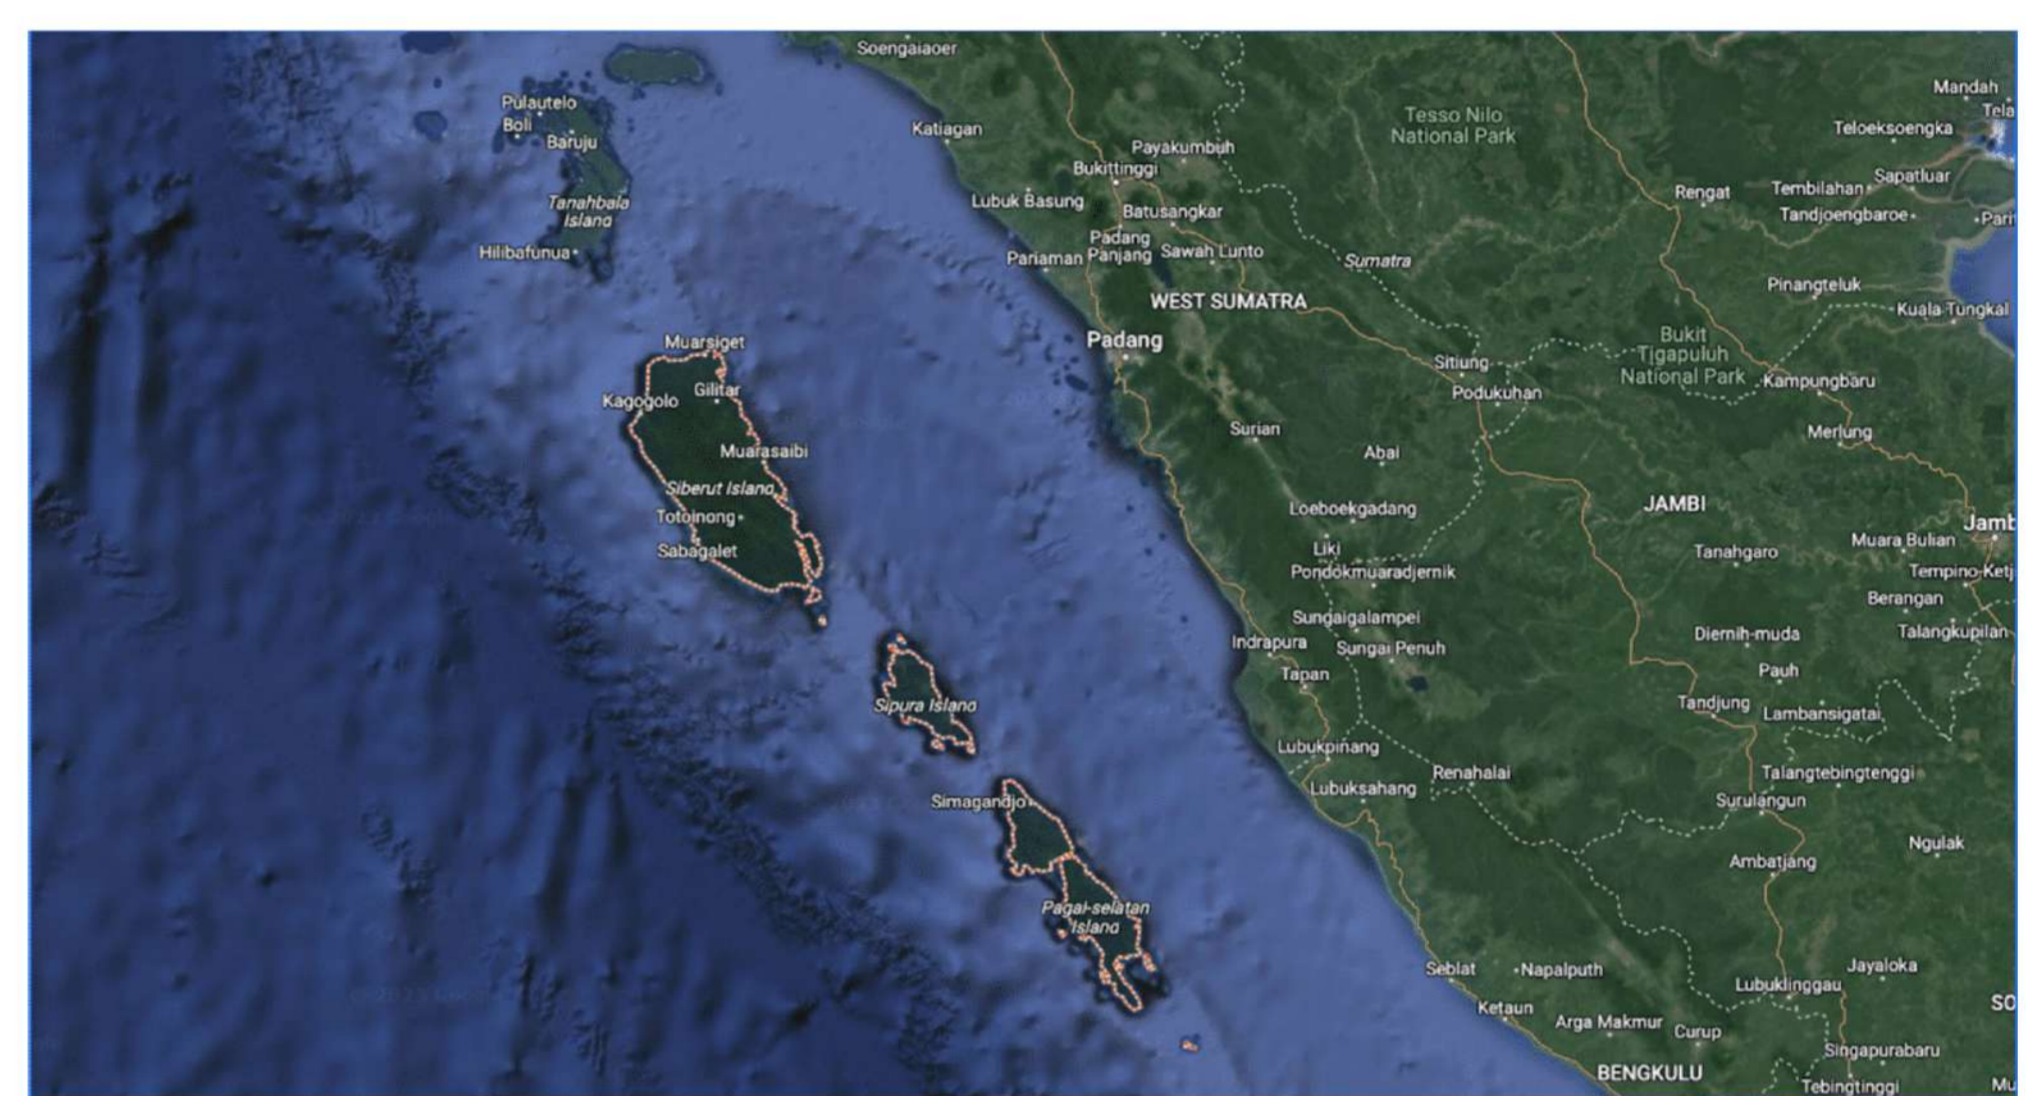 Soengaiaoer
Mandah
Pulautelo
Tela
Boli
Katiagan
Tesso Nilo
National Park
Teloeksoengka
Baruju
Payakumbuh
Bukittinggi
Sapatluar
Rengat
Tembilahan
Lubuk Basung
Tanahbala
Island
Batusangkar
Tandjoengbaroe
Pari
Padang
Panjang
Hilibafunua
Pariaman
Sawah Lunto
Sumatra
Pinangteluk
WEST SUMATRA
Kuala Tungkal
Muarsiget
Padang
Bukit
Tigapuluh
National Park
Sitiung
Kampungbaru
Gilitar
Podukuhan
Kagogolo
Surian
Merlung
Muarasaibi
Abai
Siberut Island
JAMBI
Loeboekgadang
Totoinong
Jamb
Sabagalet
Liki
Tanahgaro
Muara Bulian
Pondokmuaradjernik
Tempino-Ketj
Berangan
Sungaigalampei
Diernih-muda
Talangkupilan
Indrapura
Sungai Penuh
Tapan
Pauh
Sipura Island
Tandjung
Lambansigatai
Lubukpinang
Renahalai
Talangtebingtenggi
Lubuksahang
Simagandjo
Surulangun
Ngulak
Ambatjang
Pagai-selatan
Island
Seblat
Napalputh
Jayaloka
Lubuklinggau
Ketaun
SO
Arga Makmur
Curup
Singapurabaru
BENGKULU
Tebingtinggi
Mu